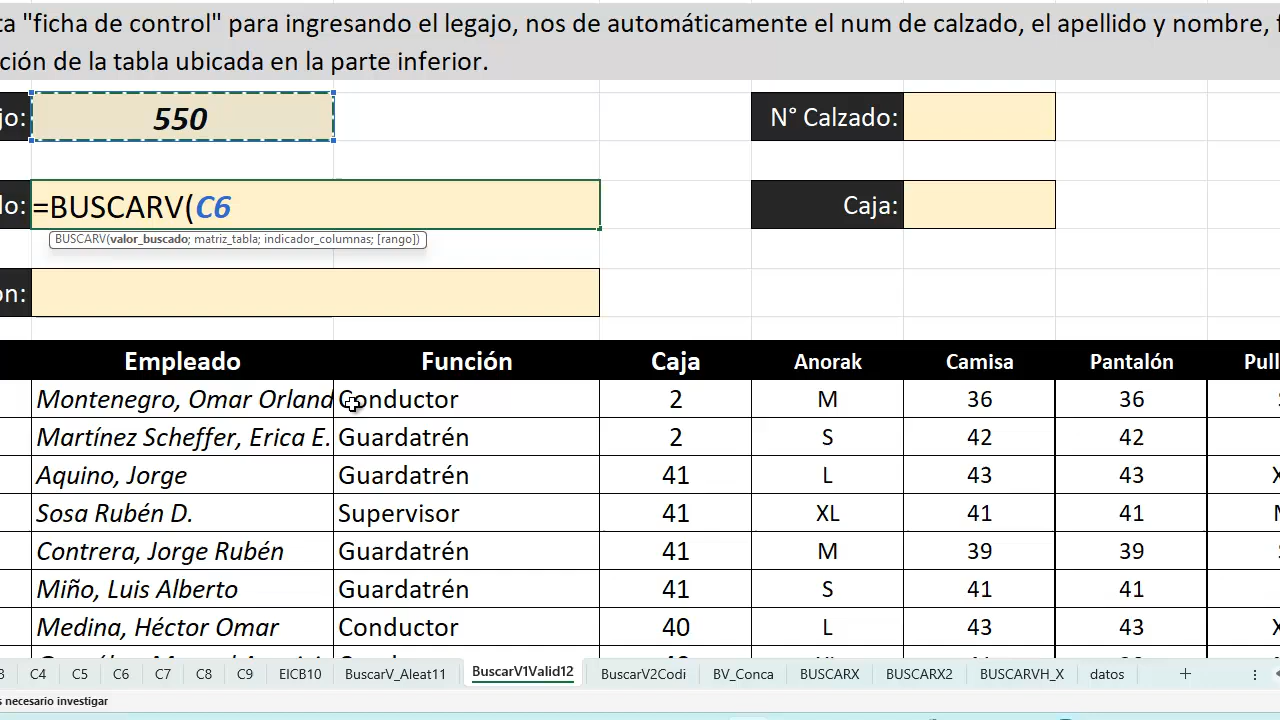 ta "ficha de control" para ingresando el legajo, nos de automáticamente el num de calzado, el apellido y nombre, f
ción de la tabla ubicada en la parte inferior.
jo: 550 N° Calzado:
do: =BUSCARV(C6 Caja:
BUSCARV(valor_buscado; matriz_tabla; indicador_columnas; [rango])
ón:
Empleado Función Caja Anorak Camisa Pantalón Pull
Montenegro, Omar Orland Conductor 2 M 36 36
Martínez Scheffer, Erica E. Guardatrén 2 S 42 42
Aquino, Jorge Guardatrén 41 L 43 43 X
Sosa Rubén D. Supervisor 41 XL 41 41
Contrera, Jorge Rubén Guardatrén 41 M 39 39
Miño, Luis Alberto Guardatrén 41 S 41 41
Medina, Héctor Omar Conductor 40 L 43 43 X
3 C4 C5 C6 C7 C8 C9 EICB10 BuscarV_Aleat11 BuscarV1Valid12 BuscarV2Codi BV_Conca BUSCARX BUSCARX2 BUSCARVH_X datos
s necesario investigar